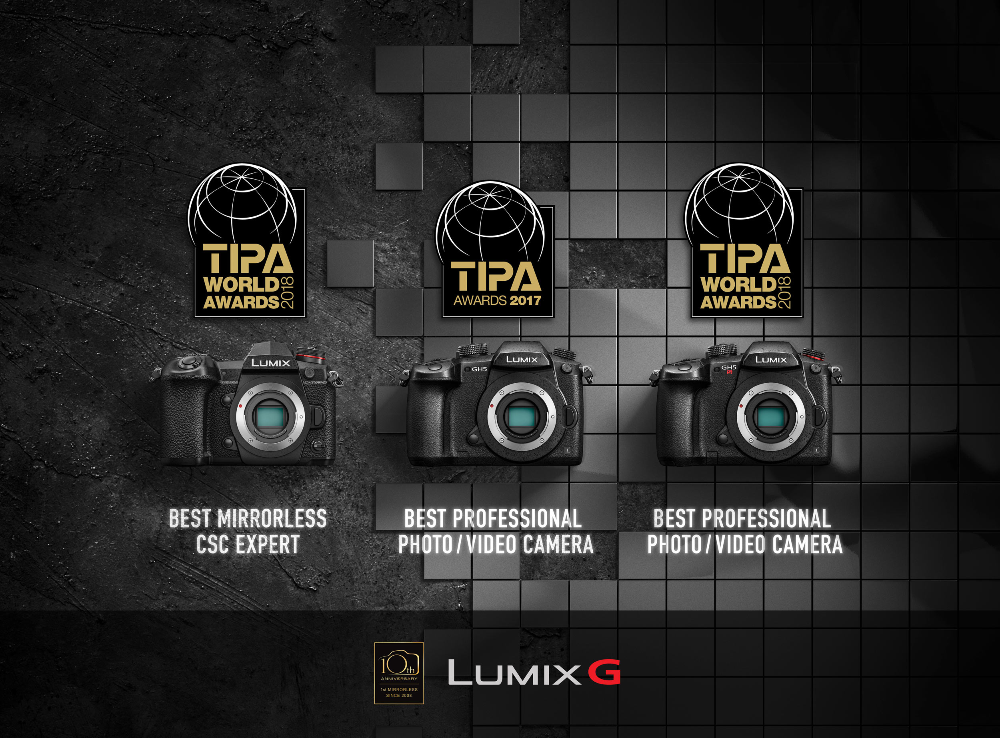 TIPA
WORLD
AWARDS 2018
LUMIX
BEST MIRRORLESS
CSC EXPERT
TIPA
AWARDS 2017
LUMIX
GH5
L
BEST PROFESSIONAL
PHOTO / VIDEO CAMERA
TIPA
WORLD
AWARDS 2018
LUMIX
GH5
S
L
BEST PROFESSIONAL
PHOTO / VIDEO CAMERA
10th
ANNIVERSARY
1st MIRRORLESS
SINCE 2008
LUMIX G